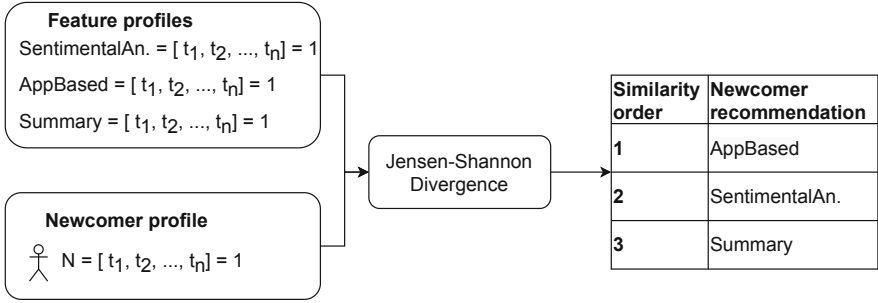 Feature profiles
SentimentalAn. = [ t1, t2, ..., tn] = 1
AppBased = [ t1, t2, ..., tn] = 1
Summary = [ t1, t2, ..., tn] = 1
Newcomer profile
N = [ t1, t2, ..., tn] = 1
Jensen-Shannon
Divergence
Similarity order Newcomer recommendation
1 AppBased
2 SentimentalAn.
3 Summary